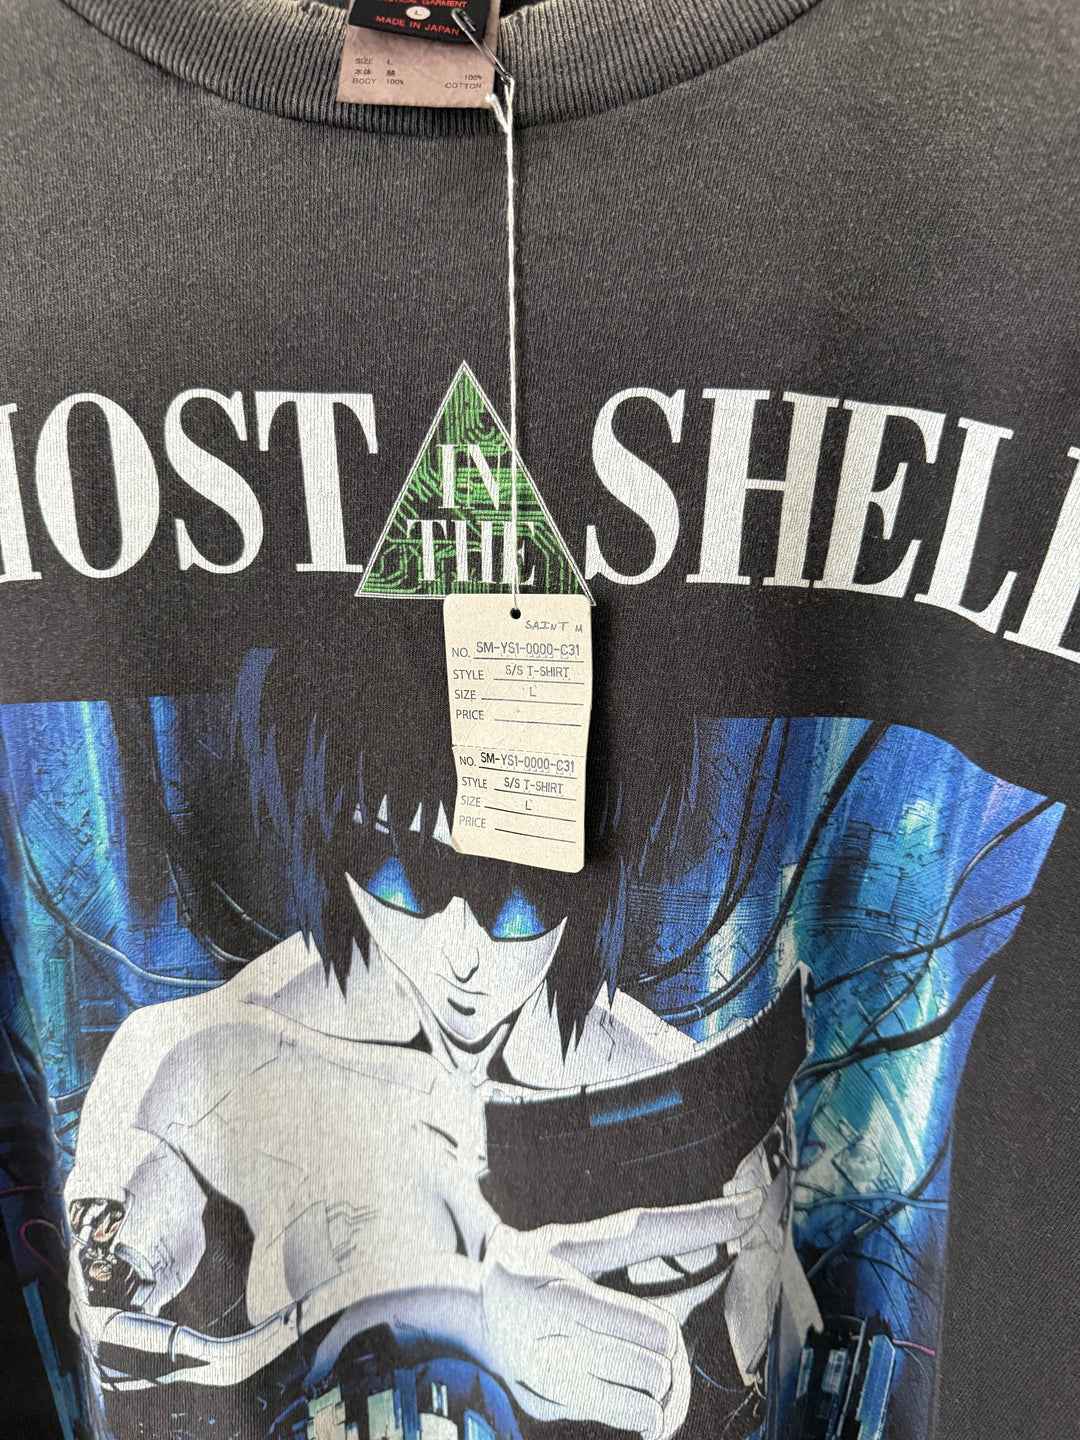 GARMENT
L
MADE IN JAPAN
SIZE L
本体 綿 100%
BODY 100% COTTON
HOST IN THE SHELL
SAINT M
NO. SM-YS1-0000-C31
STYLE S/S T-SHIRT
SIZE L
PRICE
NO. SM-YS1-0000-C31
STYLE S/S T-SHIRT
SIZE L
PRICE